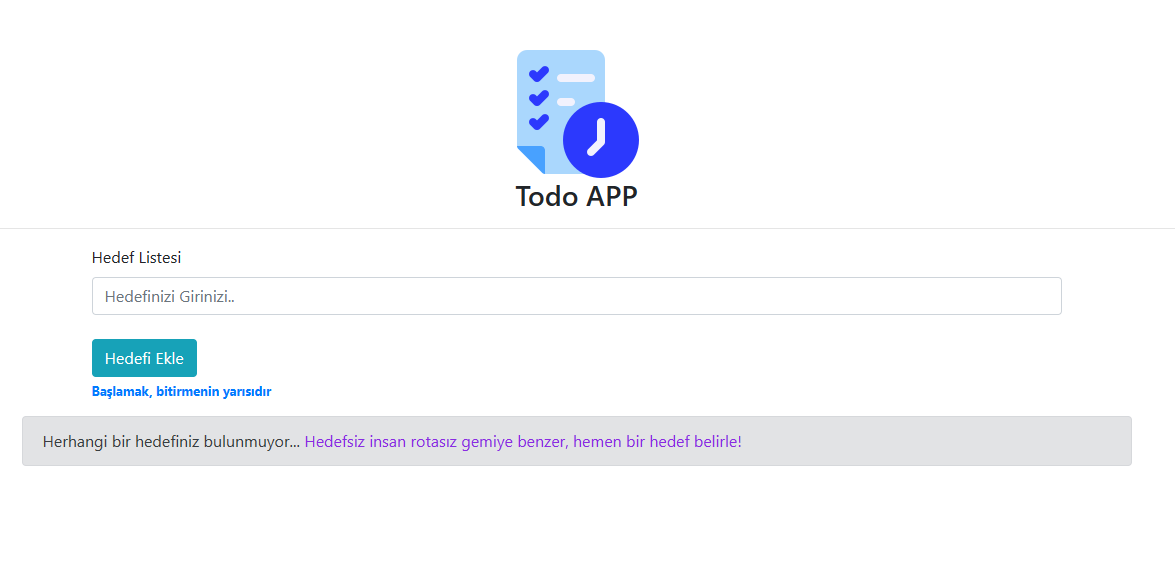 Todo APP
Hedef Listesi
Hedefinizi Girinizi..
Hedefi Ekle
Başlamak, bitirmenin yarısıdır
Herhangi bir hedefiniz bulunmuyor... Hedefsiz insan rotasız gemiye benzer, hemen bir hedef belirle!